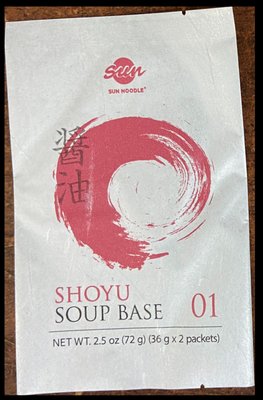 sun
SUN NOODLE®
醤油
SHOYU
SOUP BASE 01
NET WT. 2.5 oz (72 g) (36 g x 2 packets)